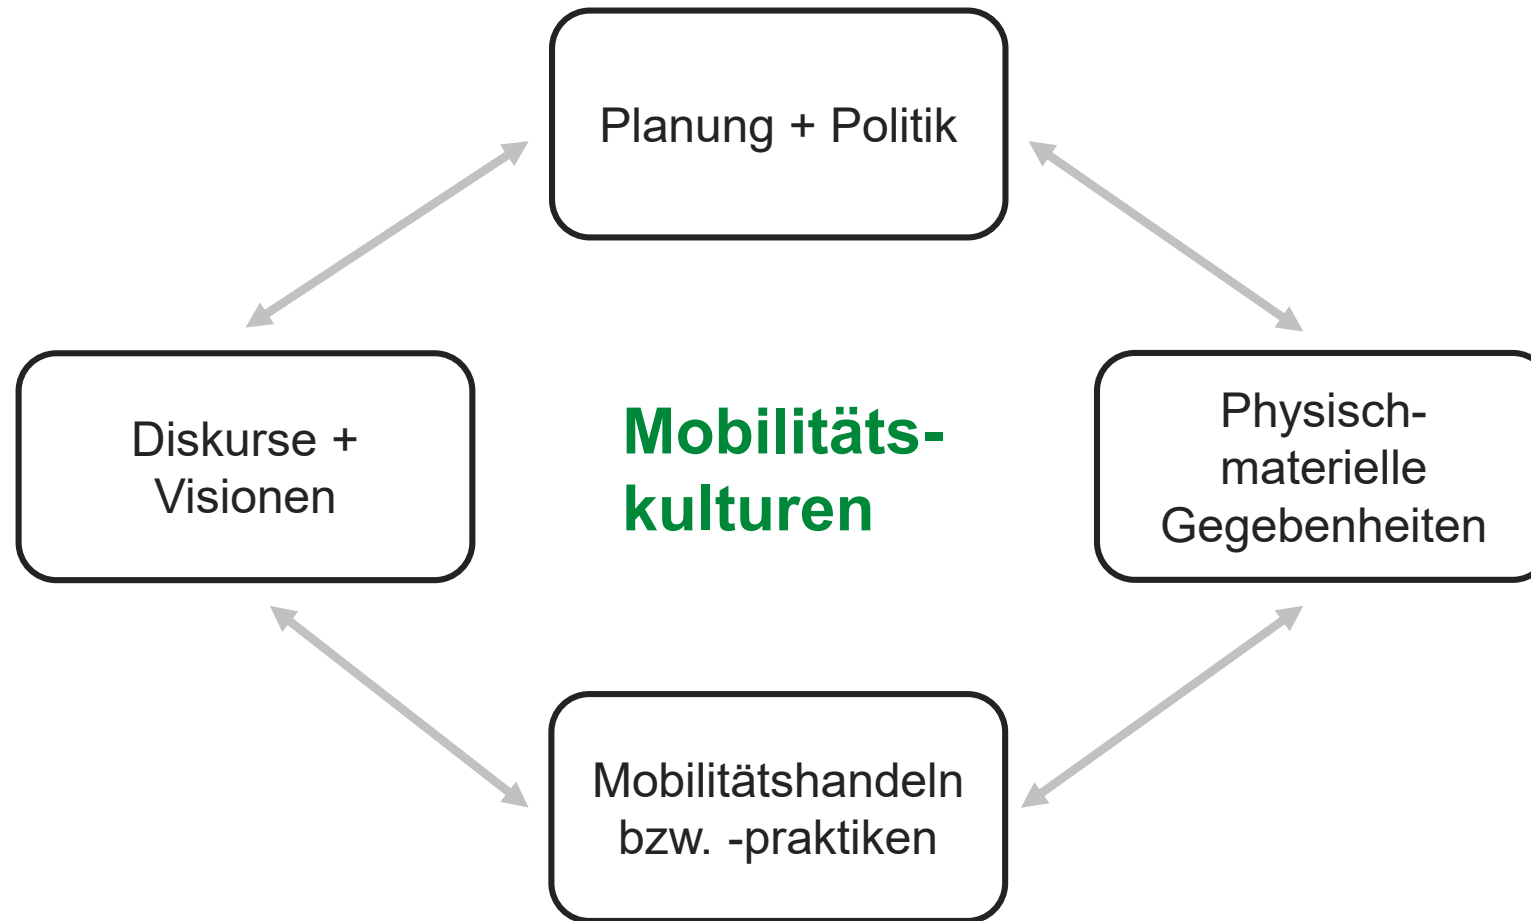 Planung + Politik
Diskurse +
Visionen
Mobilitäts-
kulturen
Physisch-
materielle
Gegebenheiten
Mobilitätshandeln
bzw. -praktiken